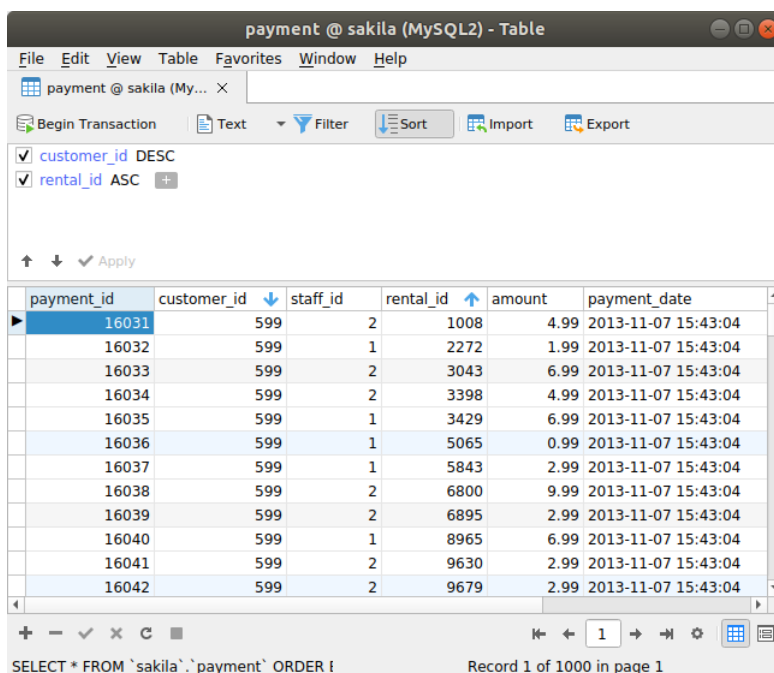 payment @ sakila (MySQL2) - Table
File Edit View Table Favorites Window Help
payment @ sakila (My... ×
Begin Transaction Text Filter Sort Import Export
customer_id DESC
rental_id ASC +
Apply
payment_id customer_id staff_id rental_id amount payment_date
16031 599 2 1008 4.99 2013-11-07 15:43:04
16032 599 1 2272 1.99 2013-11-07 15:43:04
16033 599 2 3043 6.99 2013-11-07 15:43:04
16034 599 2 3398 4.99 2013-11-07 15:43:04
16035 599 1 3429 6.99 2013-11-07 15:43:04
16036 599 1 5065 0.99 2013-11-07 15:43:04
16037 599 1 5843 2.99 2013-11-07 15:43:04
16038 599 2 6800 9.99 2013-11-07 15:43:04
16039 599 2 6895 2.99 2013-11-07 15:43:04
16040 599 1 8965 6.99 2013-11-07 15:43:04
16041 599 2 9630 2.99 2013-11-07 15:43:04
16042 599 2 9679 2.99 2013-11-07 15:43:04
1
SELECT * FROM `sakila`.`payment` ORDER Record 1 of 1000 in page 1